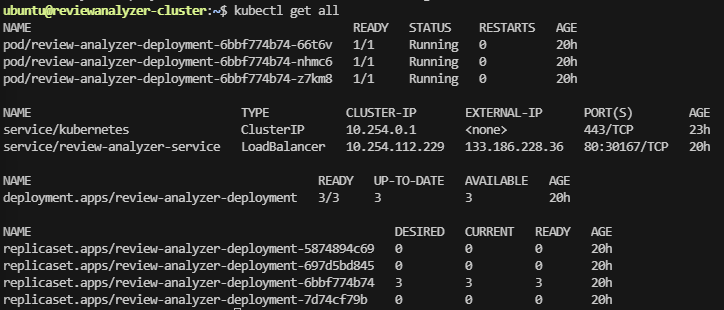 ubuntu@reviewanalyzer-cluster:~$ kubectl get all
NAME READY STATUS RESTARTS AGE
pod/review-analyzer-deployment-6bbf774b74-66t6v 1/1 Running 0 20h
pod/review-analyzer-deployment-6bbf774b74-nhmc6 1/1 Running 0 20h
pod/review-analyzer-deployment-6bbf774b74-z7km8 1/1 Running 0 20h
NAME TYPE CLUSTER-IP EXTERNAL-IP PORT(S) AGE
service/kubernetes ClusterIP 10.254.0.1 <none> 443/TCP 23h
service/review-analyzer-service LoadBalancer 10.254.112.229 133.186.228.36 80:30167/TCP 20h
NAME READY UP-TO-DATE AVAILABLE AGE
deployment.apps/review-analyzer-deployment 3/3 3 3 20h
NAME DESIRED CURRENT READY AGE
replicaset.apps/review-analyzer-deployment-5874894c69 0 0 0 20h
replicaset.apps/review-analyzer-deployment-697d5bd845 0 0 0 20h
replicaset.apps/review-analyzer-deployment-6bbf774b74 3 3 3 20h
replicaset.apps/review-analyzer-deployment-7d74cf79b 0 0 0 20h